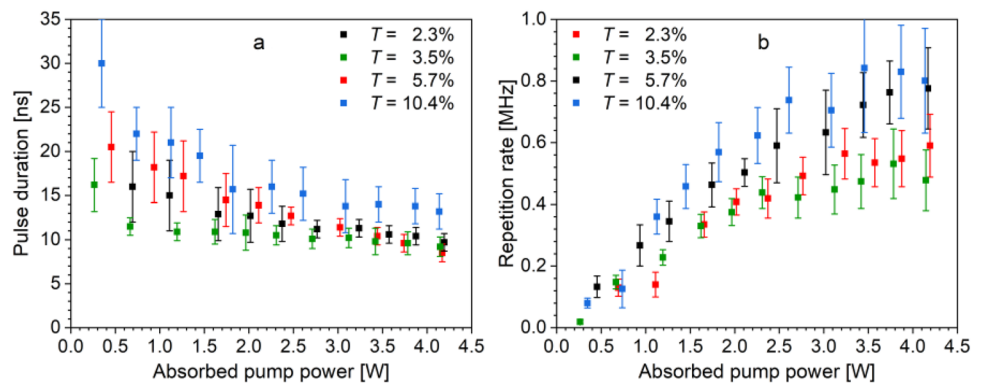 a
T = 2.3%
T = 3.5%
T = 5.7%
T = 10.4%
Pulse duration [ns]
35
30
25
20
15
10
5
0
0.0 0.5 1.0 1.5 2.0 2.5 3.0 3.5 4.0 4.5
Absorbed pump power [W]
b
T = 2.3%
T = 3.5%
T = 5.7%
T = 10.4%
Repetition rate [MHz]
1.0
0.8
0.6
0.4
0.2
0.0
0.0 0.5 1.0 1.5 2.0 2.5 3.0 3.5 4.0 4.5
Absorbed pump power [W]